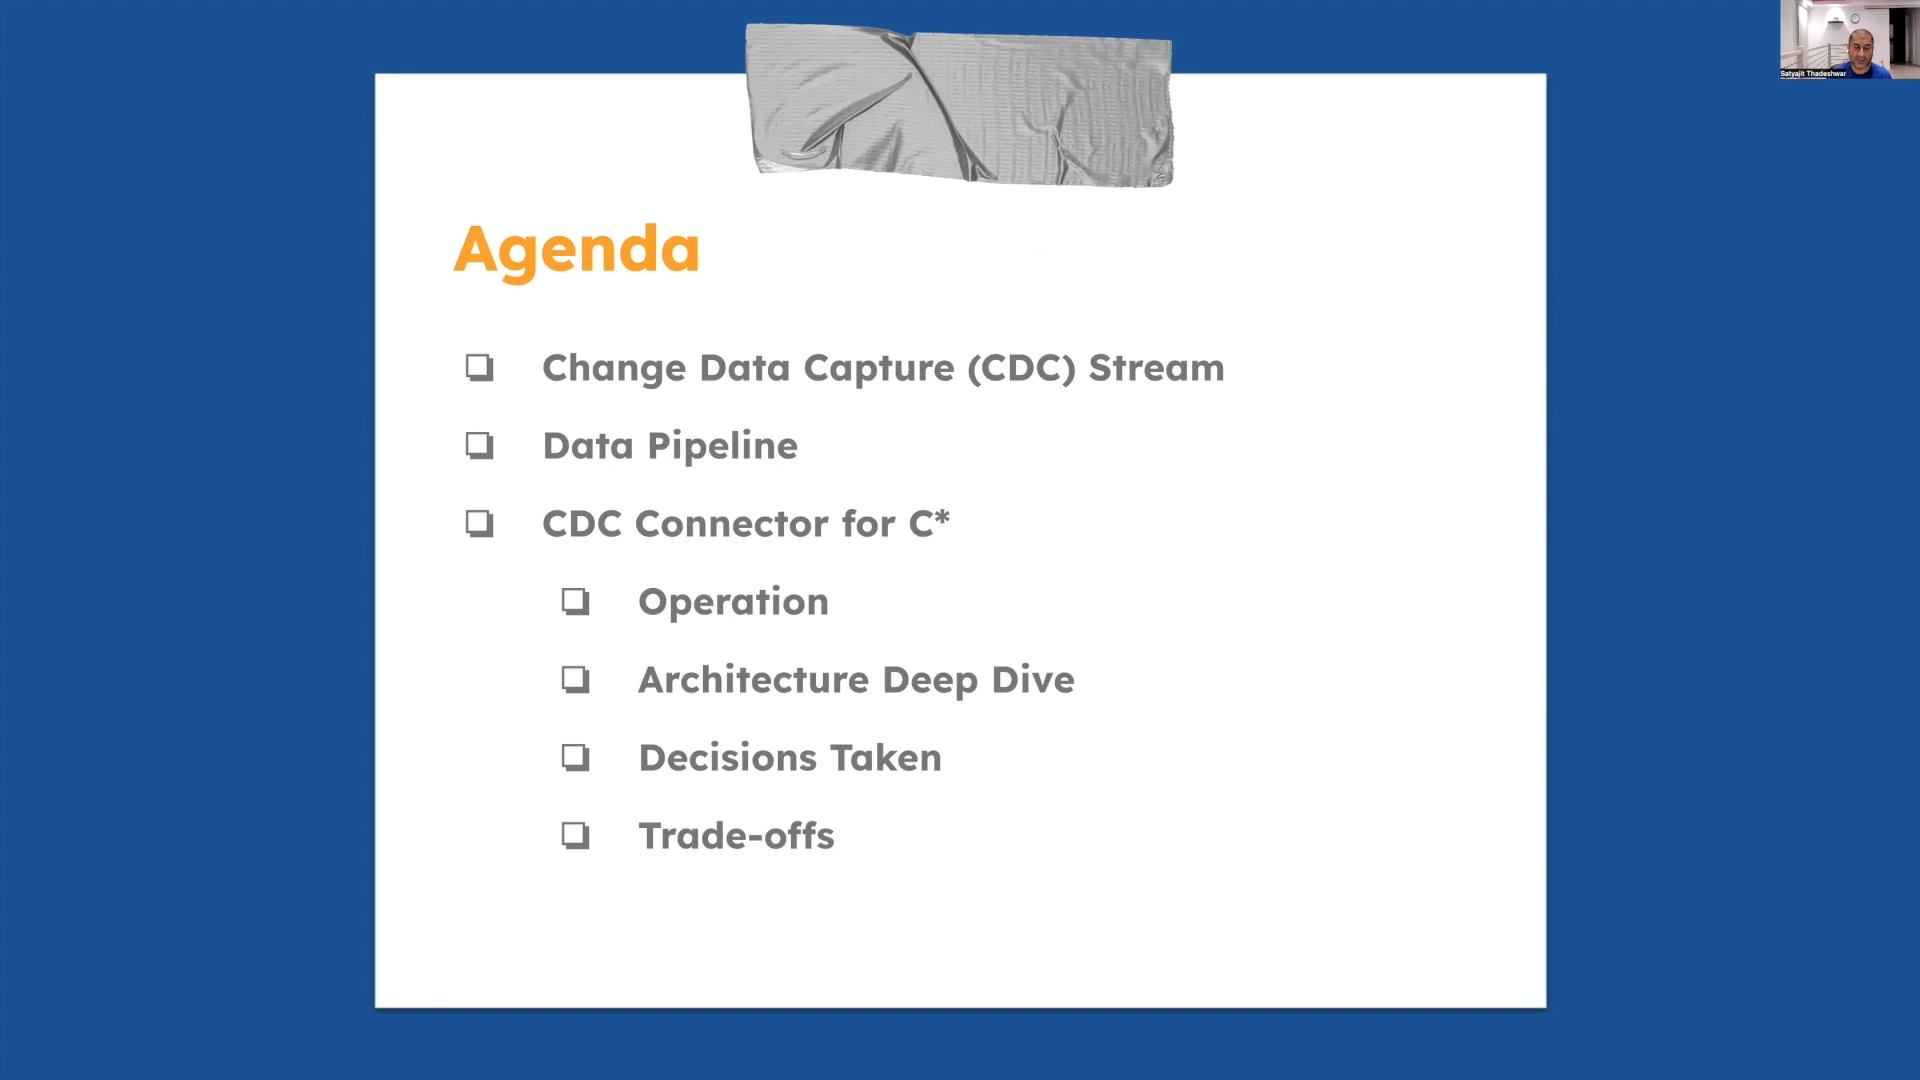 Satyajit Thadeshwar
Agenda
❑ Change Data Capture (CDC) Stream
❑ Data Pipeline
❑ CDC Connector for C*
❑ Operation
❑ Architecture Deep Dive
❑ Decisions Taken
❑ Trade-offs